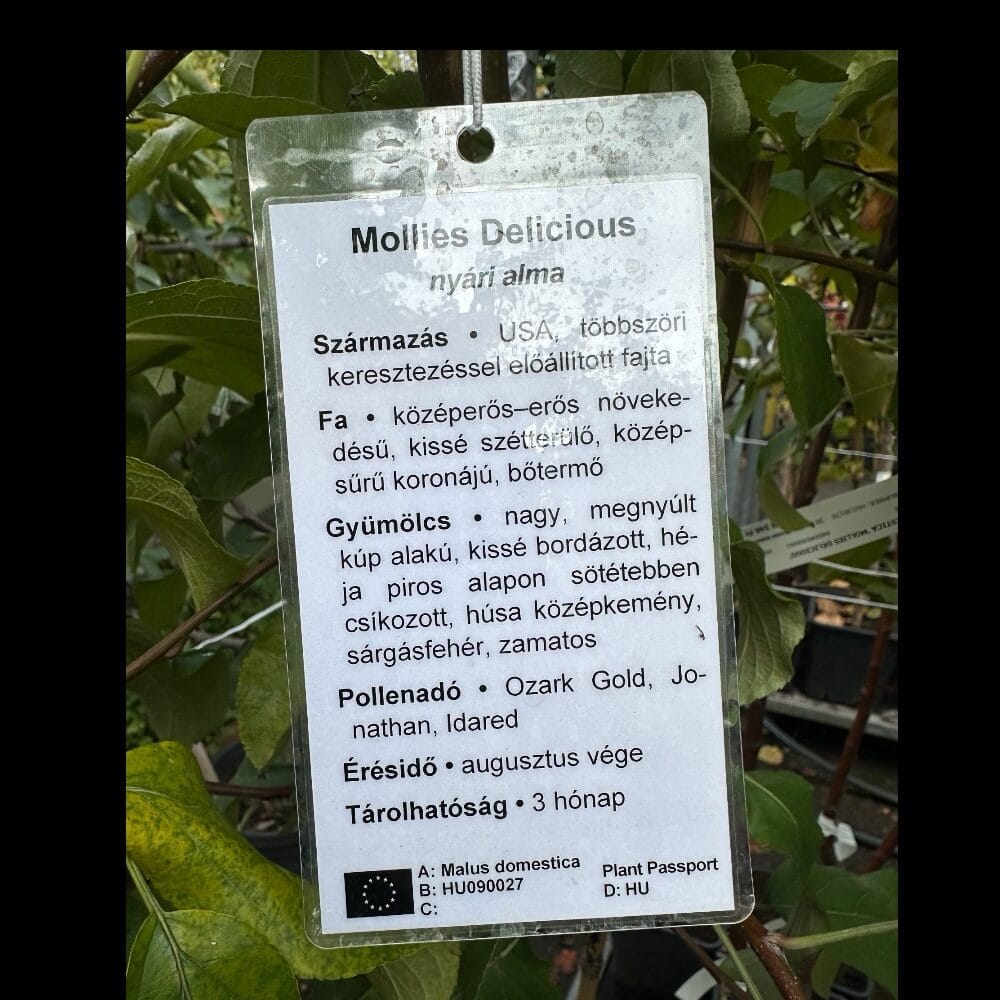 Mollies Delicious
nyári alma
Származás • USA, többszöri
keresztezéssel előállított fajta
Fa • középerős–erős növeke-
désű, kissé szétterülő, közép-
sűrű koronájú, bőtermő
Gyümölcs • nagy, megnyúlt
kúp alakú, kissé bordázott, hé-
ja piros alapon sötétebben
csíkozott, húsa középkemény,
sárgásfehér, zamatos
Pollenadó • Ozark Gold, Jo-
nathan, Idared
Érésidő • augusztus vége
Tárolhatóság • 3 hónap
A: Malus domestica
B: HU090027
C:
Plant Passport
D: HU
MOLLIES DELICIOUS